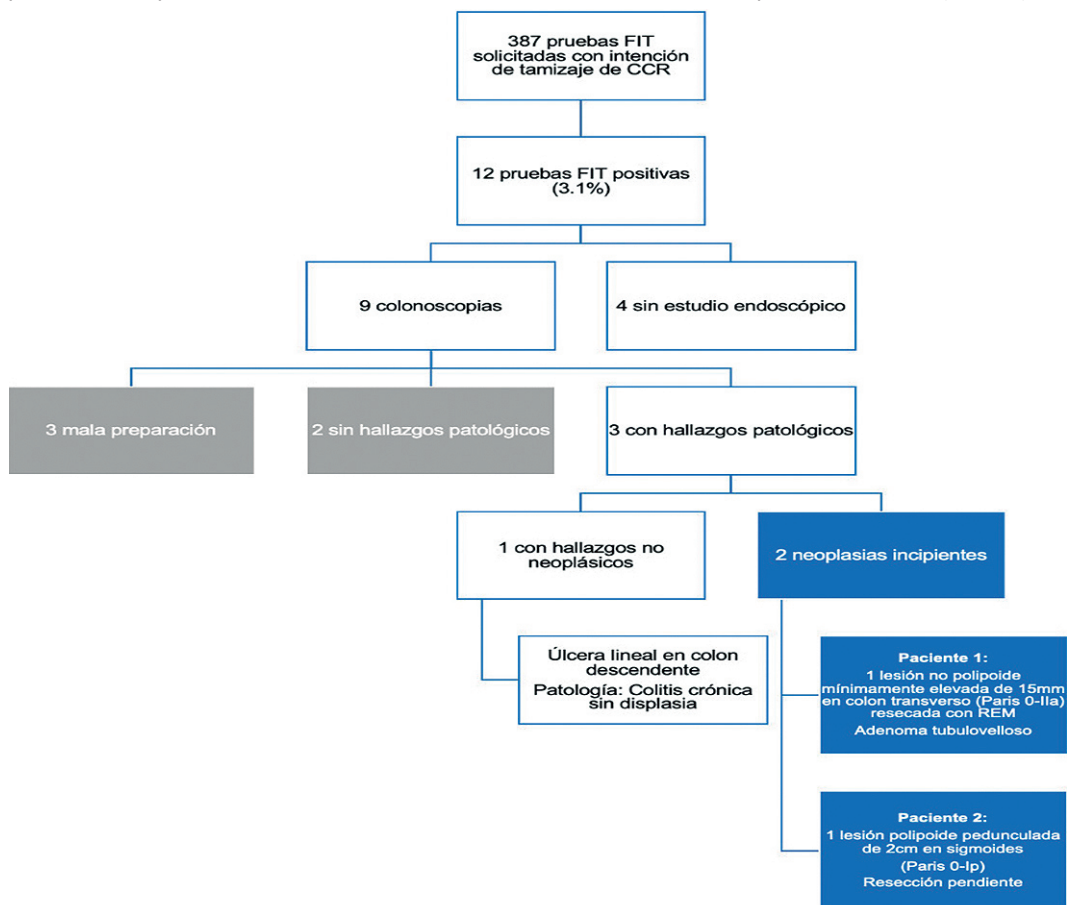 387 pruebas FIT
solicitadas con intención
de tamizaje de CCR
12 pruebas FIT positivas
(3.1%)
9 colonoscopias
4 sin estudio endoscópico
3 mala preparación
2 sin hallazgos patológicos
3 con hallazgos patológicos
1 con hallazgos no
neoplásicos
2 neoplasias incipientes
Úlcera lineal en colon
descendente
Patología: Colitis crónica
sin displasia
Paciente 1:
1 lesión no polipoide
mínimamente elevada de 15mm
en colon transverso (Paris 0-IIa)
resecada con REM
Adenoma tubulovelloso
Paciente 2:
1 lesión polipoide pedunculada
de 2cm en sigmoides
(Paris 0-Ip)
Resección pendiente